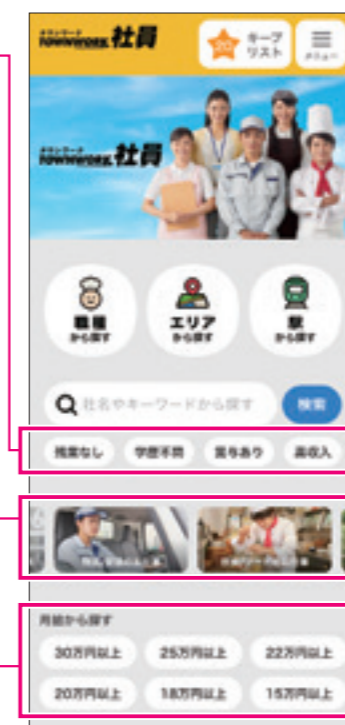 タウンワーク
TOWNWORK 社員
20
キープ
リスト
メニュー
タウンワーク
TOWNWORK 社員
職種
から探す
エリア
から探す
駅
から探す
社名やキーワードから探す
検索
残業なし
学歴不問
賞与あり
高収入
月給から探す
30万円以上
25万円以上
22万円以上
20万円以上
18万円以上
15万円以上